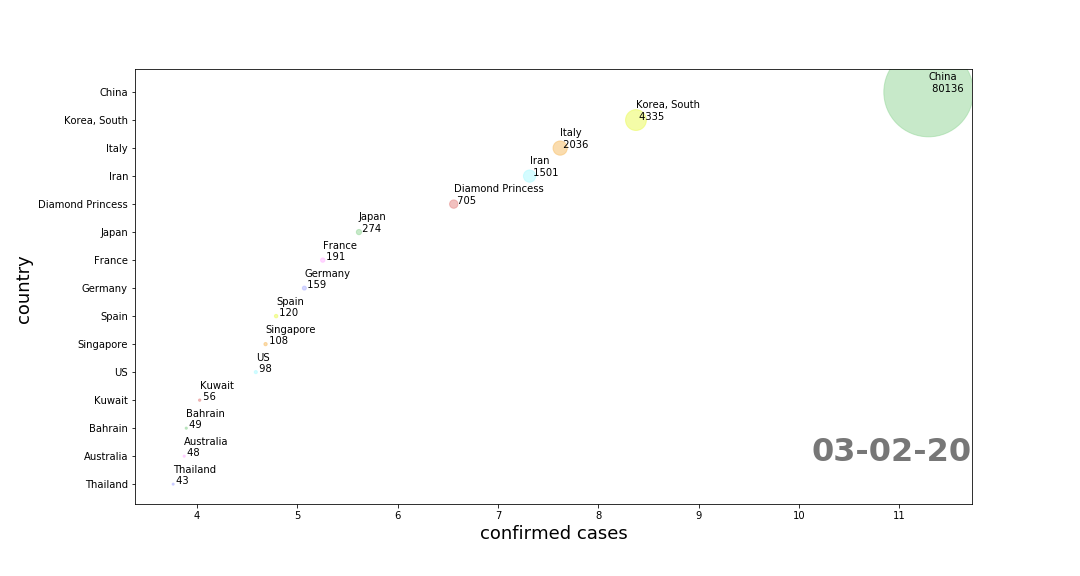 China
China
80136
Korea, South
Korea, South
4335
Italy
Italy
2036
Iran
Iran
1501
Diamond Princess
Diamond Princess
705
Japan
Japan
274
France
France
191
Germany
Germany
159
Spain
Spain
120
Singapore
Singapore
108
US
US
98
Kuwait
Kuwait
56
Bahrain
Bahrain
49
Australia
Australia
48
Thailand
Thailand
43
country
03-02-20
4 5 6 7 8 9 10 11
confirmed cases